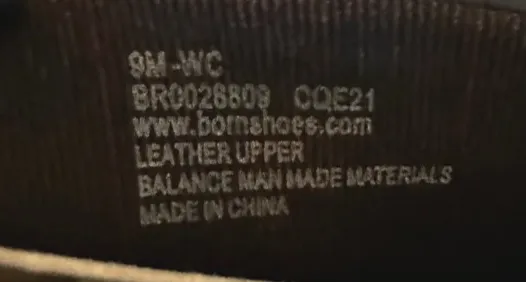 9M-WC
BR0026809 CQE21
www.bornshoes.com
LEATHER UPPER
BALANCE MAN MADE MATERIALS
MADE IN CHINA